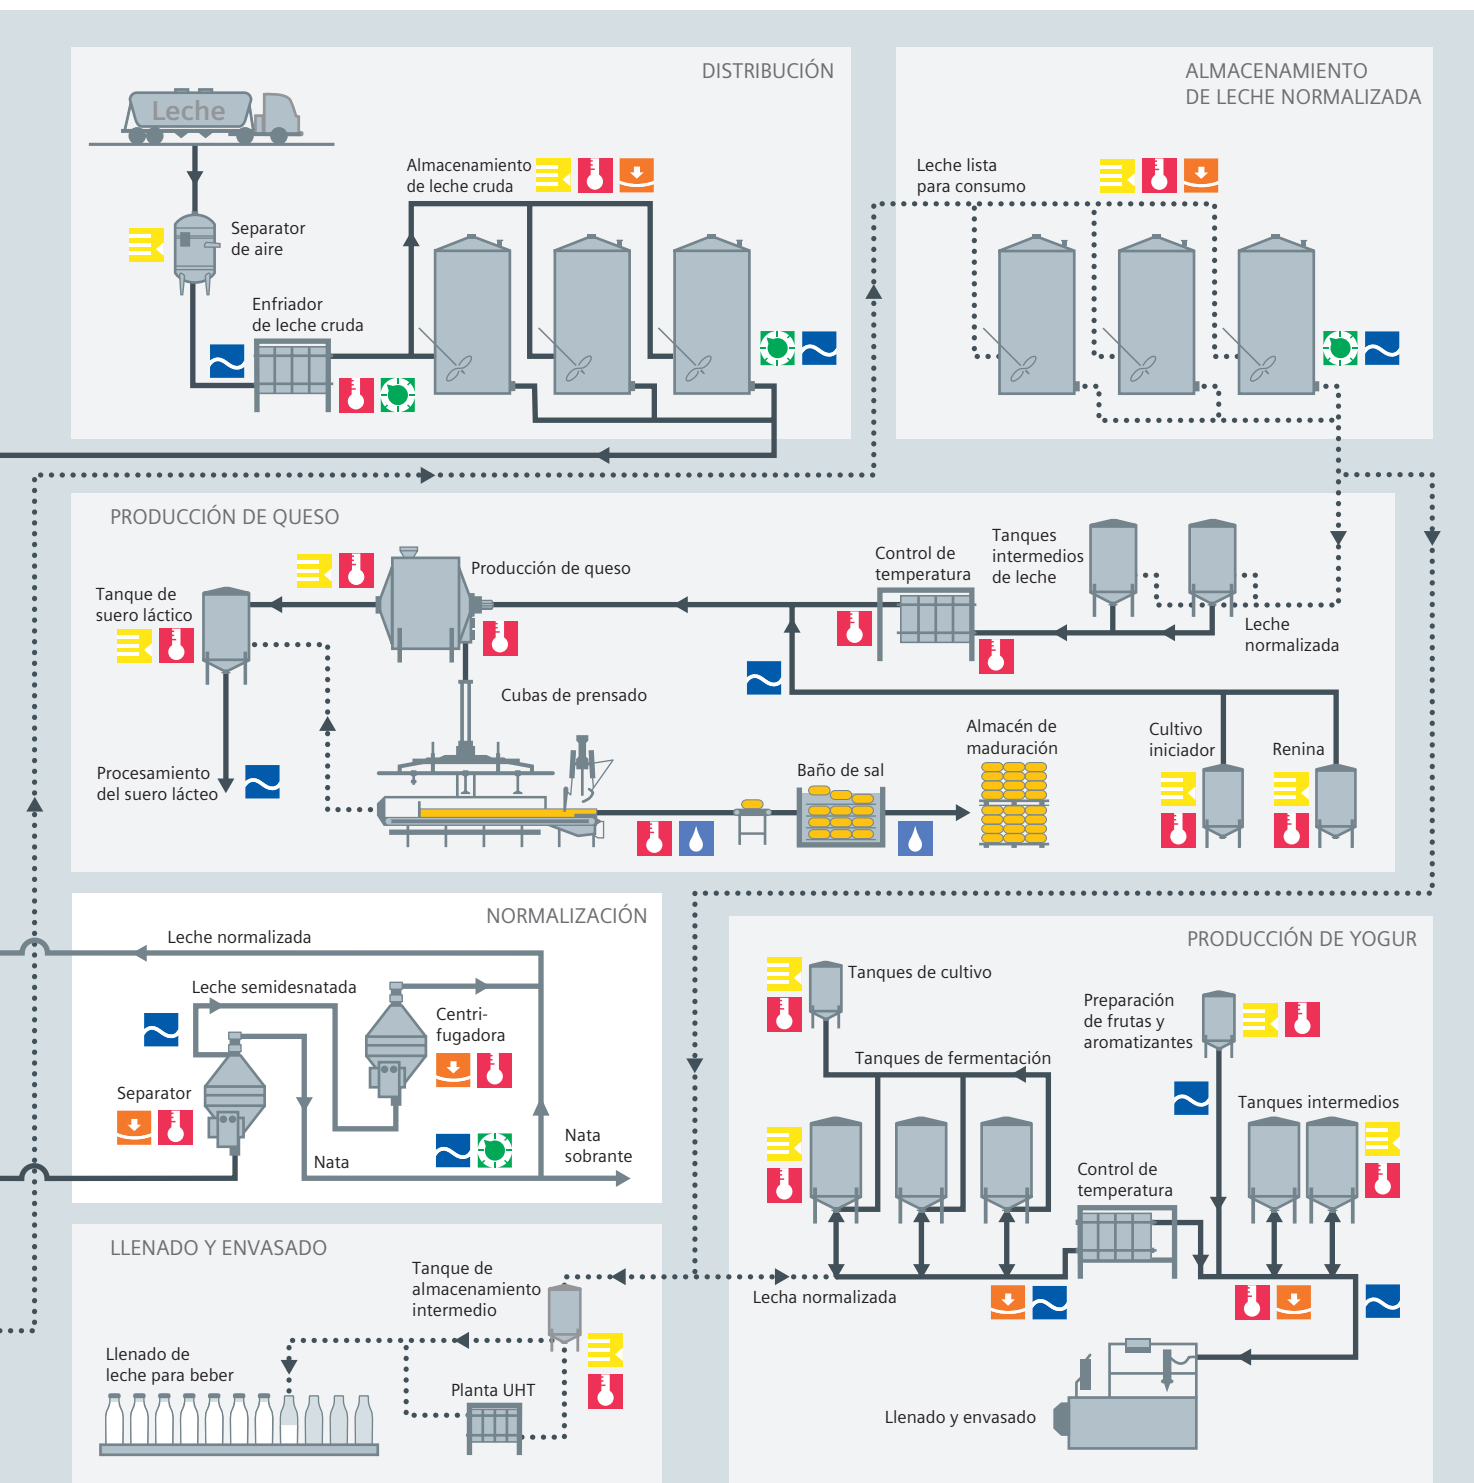 DISTRIBUCIÓN
Leche
Almacenamiento
de leche cruda
Separator
de aire
Enfriador
de leche cruda
ALMACENAMIENTO
DE LECHE NORMALIZADA
Leche lista
para consumo
PRODUCCIÓN DE QUESO
Tanque de
suero láctico
Producción de queso
Control de
temperatura
Tanques
intermedios
de leche
Leche
normalizada
Cubas de prensado
Procesamiento
del suero lácteo
Baño de sal
Almacén de
maduración
Cultivo
iniciador
Renina
NORMALIZACIÓN
Leche normalizada
Leche semidesnatada
Centri-
fugadora
Separator
Nata
Nata
sobrante
PRODUCCIÓN DE YOGUR
Tanques de cultivo
Preparación
de frutas y
aromatizantes
Tanques de fermentación
Tanques intermedios
Control de
temperatura
Lecha normalizada
Llenado y envasado
LLENADO Y ENVASADO
Tanque de
almacenamiento
intermedio
Llenado de
leche para beber
Planta UHT